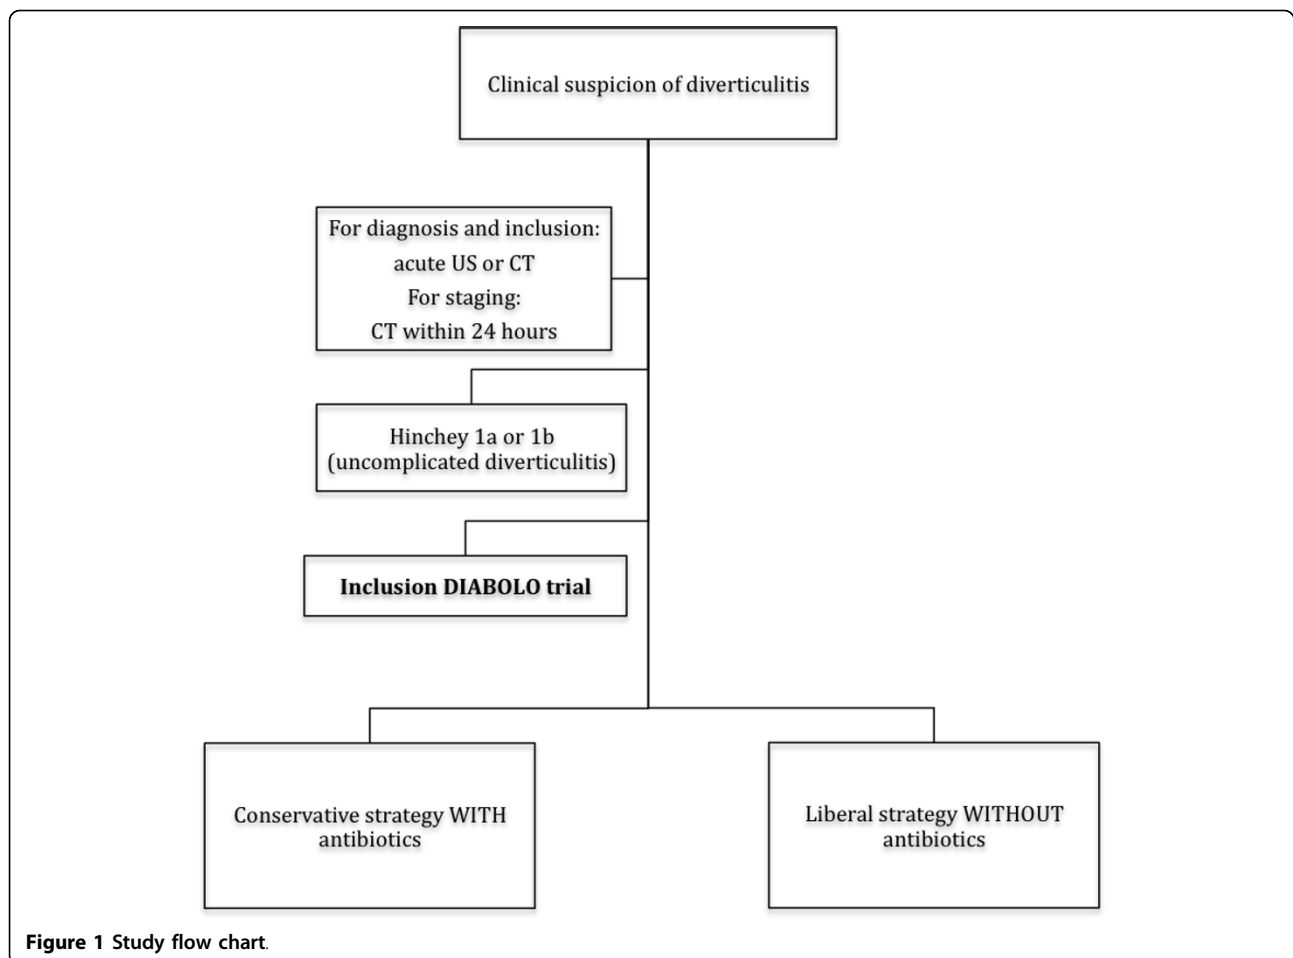 Clinical suspicion of diverticulitis
For diagnosis and inclusion:
acute US or CT
For staging:
CT within 24 hours
Hinchey 1a or 1b
(uncomplicated diverticulitis)
Inclusion DIABOLO trial
Conservative strategy WITH
antibiotics
Liberal strategy WITHOUT
antibiotics
Figure 1 Study flow chart.